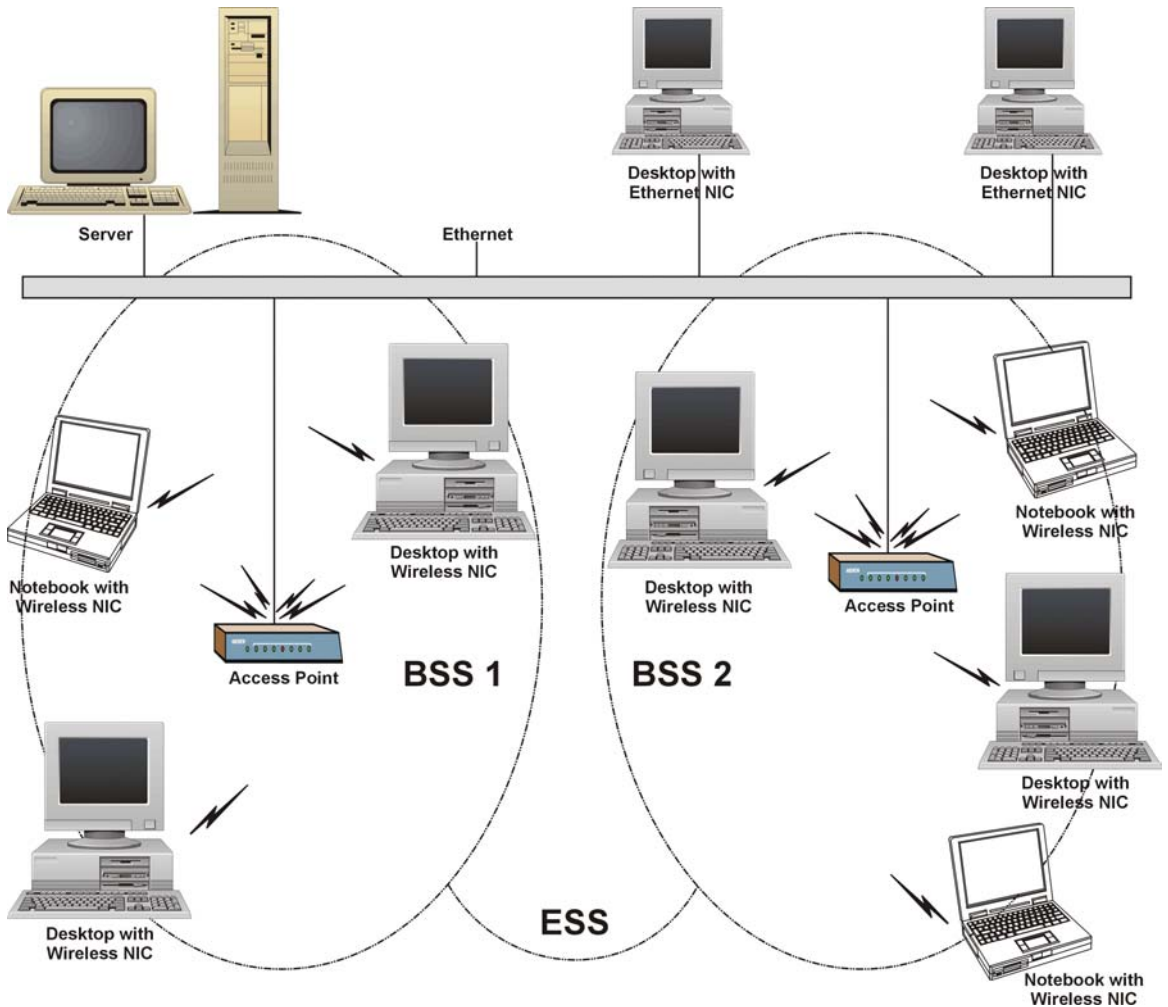 Desktop with
Ethernet NIC
Desktop with
Ethernet NIC
Server
Ethernet
Notebook with
Wireless NIC
Desktop with
Wireless NIC
Access Point
BSS 1
Desktop with
Wireless NIC
Desktop with
Wireless NIC
Access Point
BSS 2
Notebook with
Wireless NIC
Desktop with
Wireless NIC
ESS
Notebook with
Wireless NIC